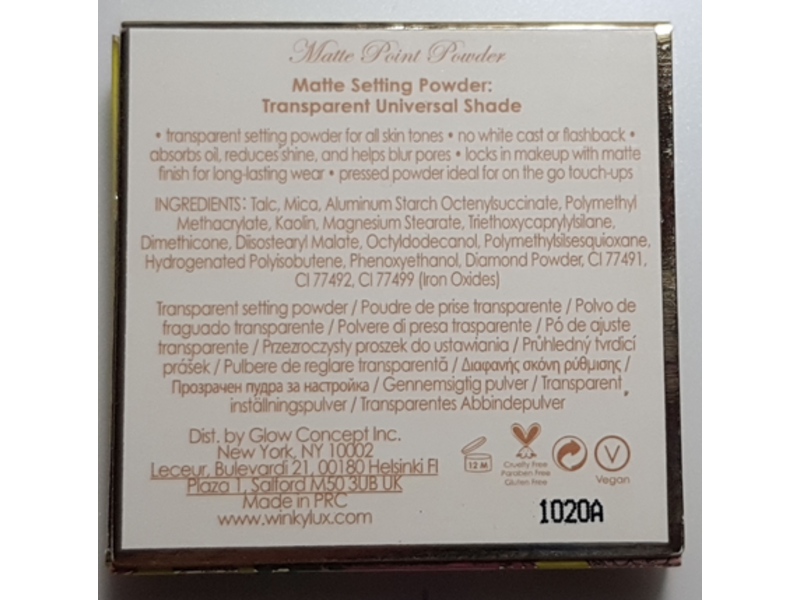 Matte Point Powder
Matte Setting Powder:
Transparent Universal Shade
• transparent setting powder for all skin tones • no white cast or flashback •
absorbs oil, reduces shine, and helps blur pores • locks in makeup with matte
finish for long-lasting wear • pressed powder ideal for on the go touch-ups
INGREDIENTS: Talc, Mica, Aluminum Starch Octenylsuccinate, Polymethyl
Methacrylate, Kaolin, Magnesium Stearate, Triethoxycaprylylsilane,
Dimethicone, Diisostearyl Malate, Octyldodecanol, Polymethylsilsesquioxane,
Hydrogenated Polyisobutene, Phenoxyethanol, Diamond Powder, CI 77491,
CI 77492, CI 77499 (Iron Oxides)
Transparent setting powder / Poudre de prise transparente / Polvo de
fraguado transparente / Polvere di presa trasparente / Pó de ajuste
transparente / Przezroczysty proszek do ustawiania / Průhledný tvrdící
prášek / Pulbere de reglare transparentă / Διαφανής σκόνη ρύθμισης /
Прозрачен пудра за настройка / Gennemsigtig pulver / Transparent
inställningspulver / Transparentes Abbindepulver
Dist. by Glow Concept Inc.
New York, NY 10002
Leceur, Bulevardi 21, 00180 Helsinki FI
Plaza 1, Salford M50 3UB UK
Made in PRC
www.winkylux.com
12 M
Cruelty Free
Paraben Free
Gluten Free
V
Vegan
1020A